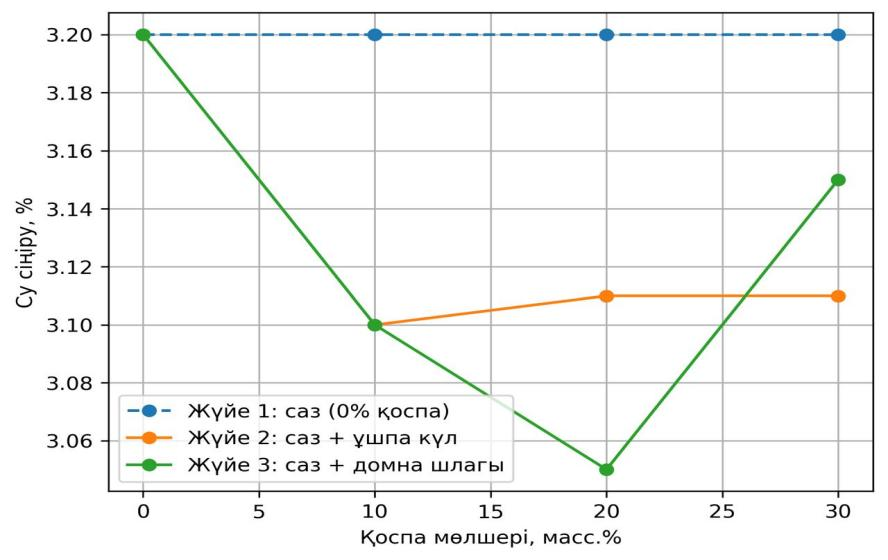 3.20
3.18
3.16
3.14
3.12
3.10
3.08
3.06
Су сіңіру, %
Жүйе 1: саз (0% қоспа)
Жүйе 2: саз + ұшпа күл
Жүйе 3: саз + домна шлагы
0 5 10 15 20 25 30
Қоспа мөлшері, масс.%